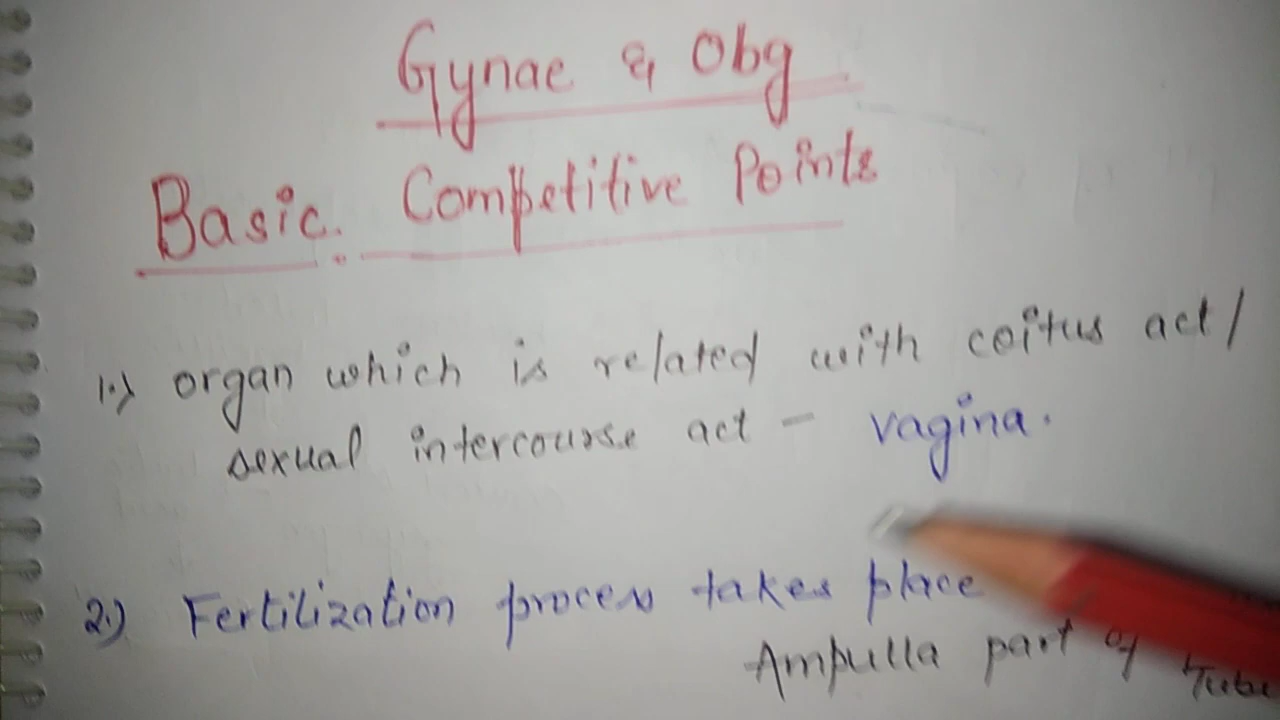 Gynae & Obg
Basic. Competitive Points
1.) organ which is related with coitus act/
sexual intercourse act - vagina.
2.) Fertilization process takes place
Ampulla part of